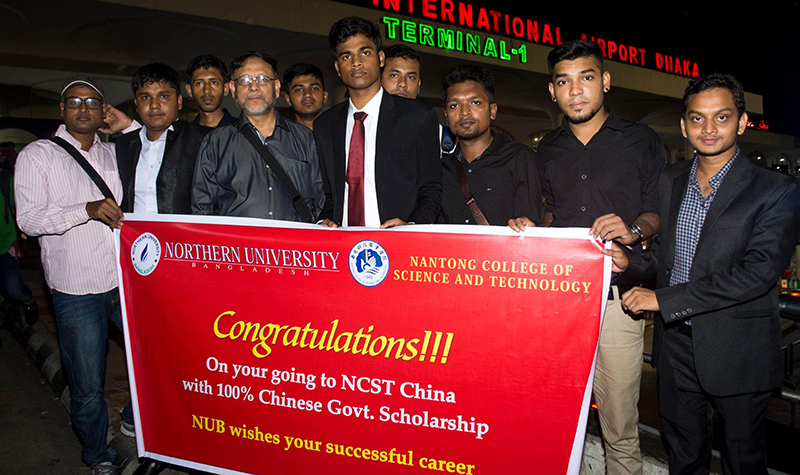 INTERNATIONAL AIRPORT DHAKA
TERMINAL-1
NORTHERN UNIVERSITY
BANGLADESH
1940
NANTONG COLLEGE OF
SCIENCE AND TECHNOLOGY
Congratulations!!!
On your going to NCST China
with 100% Chinese Govt. Scholarship
NUB wishes your successful career